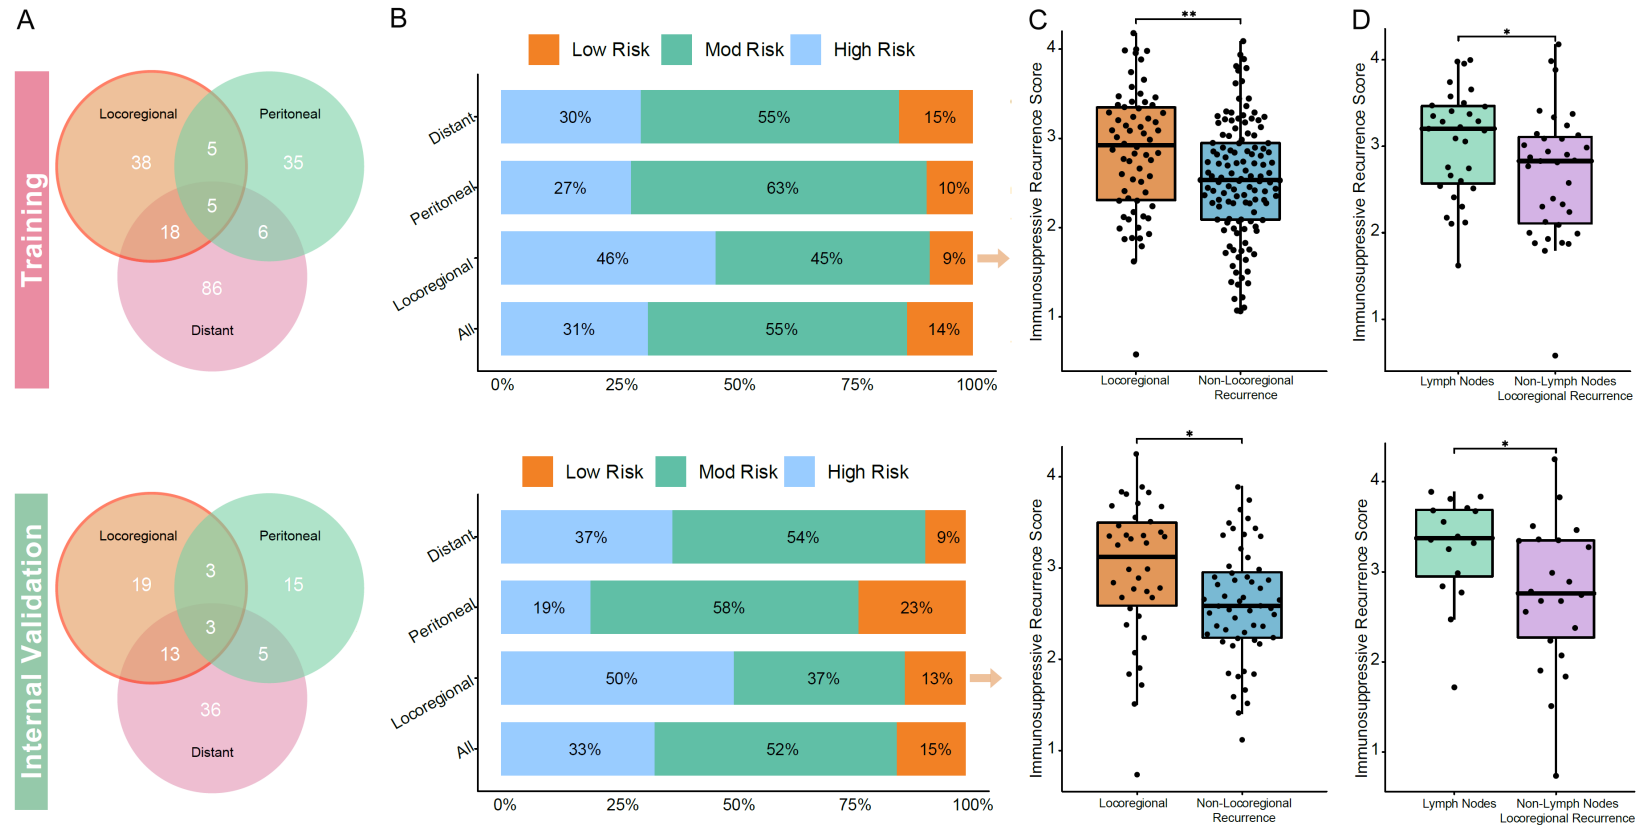 A
Training
Locoregional
Peritoneal
38
5
35
5
18
6
86
Distant
B
Low Risk
Mod Risk
High Risk
Distant
30%
55%
15%
Peritoneal
27%
63%
10%
Locoregional
46%
45%
9%
All
31%
55%
14%
0%
25%
50%
75%
100%
C
**
Immunosuppressive Recurrence Score
4
3
2
1
Locoregional
Non-Locoregional
Recurrence
D
*
Immunosuppressive Recurrence Score
4
3
2
1
Lymph Nodes
Non-Lymph Nodes
Locoregional Recurrence
Internal Validation
Locoregional
Peritoneal
19
3
15
3
13
5
36
Distant
Low Risk
Mod Risk
High Risk
Distant
37%
54%
9%
Peritoneal
19%
58%
23%
Locoregional
50%
37%
13%
All
33%
52%
15%
0%
25%
50%
75%
100%
*
Immunosuppressive Recurrence Score
4
3
2
1
Locoregional
Non-Locoregional
Recurrence
*
Immunosuppressive Recurrence Score
4
3
2
1
Lymph Nodes
Non-Lymph Nodes
Locoregional Recurrence